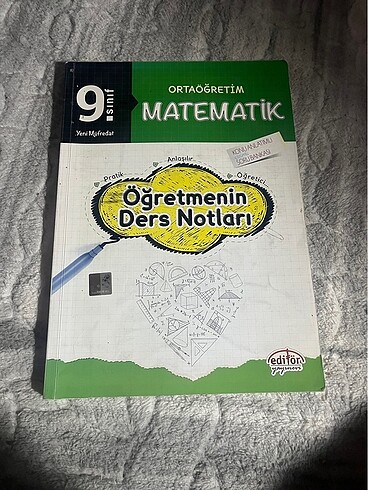 9.sınıf
Yeni Müfredat
ORTAÖĞRETİM
MATEMATİK
KONU ANLATIMLI
SORU BANKASI
Pratik
Anlaşılır
Öğretici
Öğretmenin
Ders Notları
editör
yayınevi